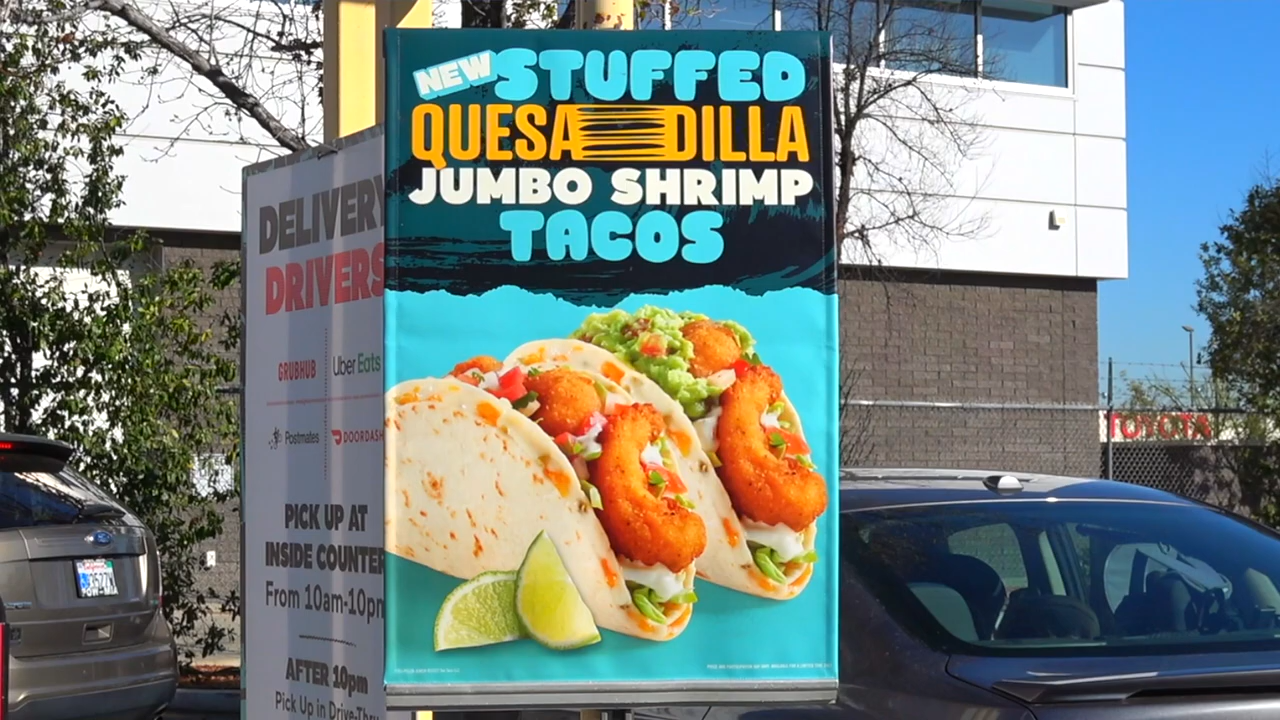 NEW STUFFED
QUESADILLA
JUMBO SHRIMP
TACOS
DELIVERY
DRIVERS
GRUBHUB
Uber Eats
Postmates
DOORDASH
PICK UP AT
INSIDE COUNTER
From 10am-10pm
AFTER 10pm
Pick Up in Drive-Thru
TOYOTA
Ford